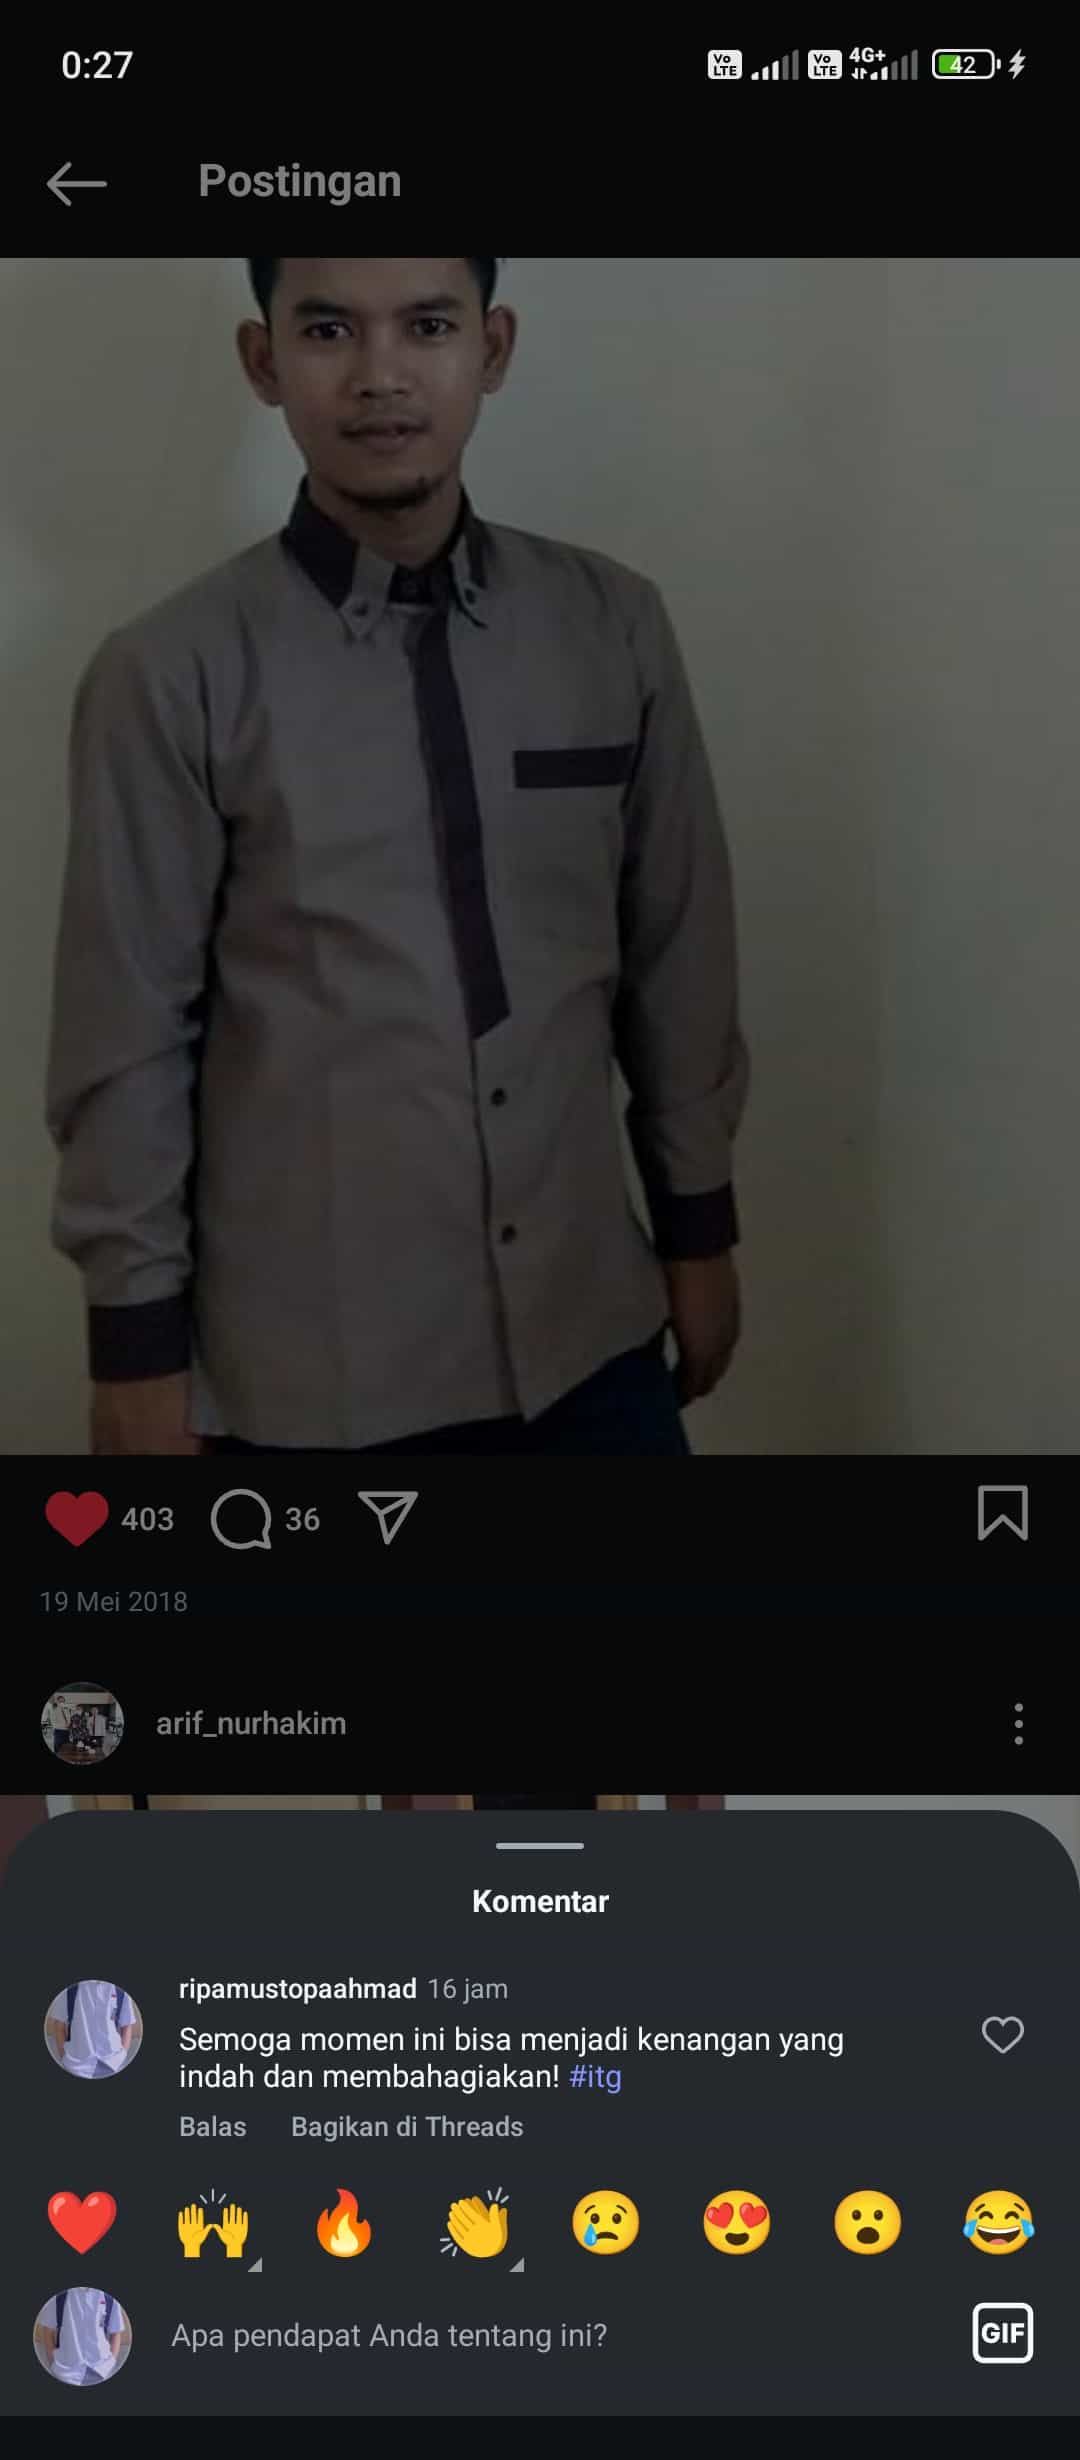 0:27
Vo LTE
Vo LTE
4G+
42
Postingan
403
36
19 Mei 2018
arif_nurhakim
Komentar
ripamustopaahmad 16 jam
Semoga momen ini bisa menjadi kenangan yang
indah dan membahagiakan! #itg
Balas Bagikan di Threads
Apa pendapat Anda tentang ini?
GIF